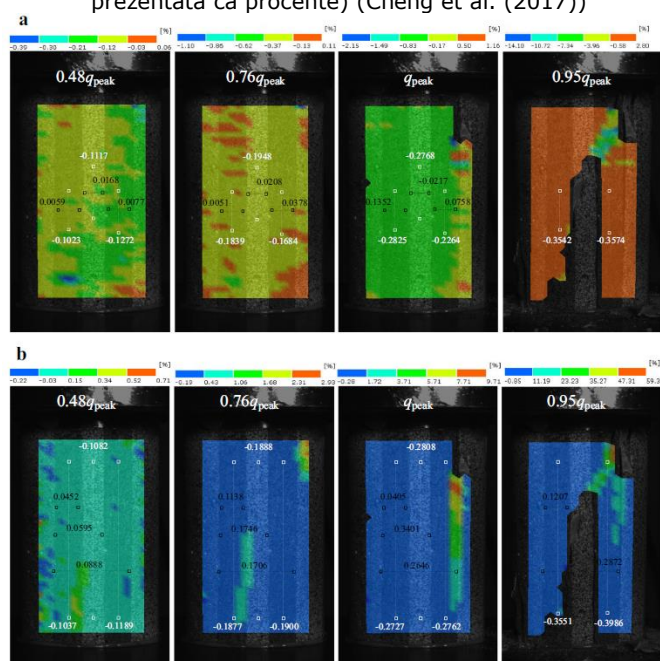 prezentată ca procente) (Cheng et al. (2017))
a
[%] [%] [%] [%]
-0.39 -0.30 -0.21 -0.12 -0.03 0.06 -1.10 -0.86 -0.62 -0.37 -0.13 0.11 -2.15 -1.49 -0.83 -0.17 0.50 1.16 -14.10 -10.72 -7.34 -3.96 -0.58 2.80
0.48qpeak 0.76qpeak qpeak 0.95qpeak
-0.1117 -0.1948 -0.2768
0.0168 0.0208 -0.0217
0.0059 0.0077 0.0051 0.0378 0.1352 0.0758
-0.1023 -0.1272 -0.1839 -0.1684 -0.2825 -0.2264 -0.3542 -0.3574
b
[%] [%] [%] [%]
-0.22 -0.03 0.15 0.34 0.52 0.71 -0.19 0.43 1.06 1.68 2.31 2.93 -0.28 1.72 3.71 5.71 7.71 9.71 -0.85 11.19 23.23 35.27 47.31
0.48qpeak 0.76qpeak qpeak 0.95qpeak
-0.1082 -0.1888 -0.2808
0.0452 0.1138 0.0405 0.1207
0.0595 0.1746 0.3401
0.0888 0.1706 0.2646 0.2872
-0.1037 -0.1189 -0.1877 -0.1900 -0.2727 -0.2762 -0.3551 -0.3986